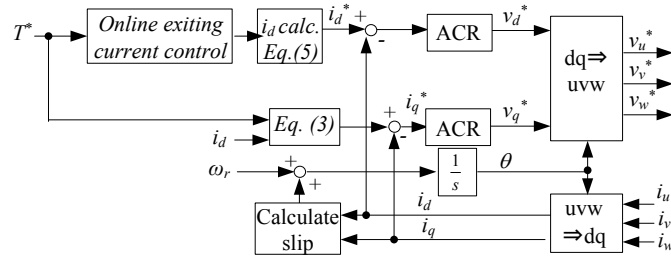 T*
Online exiting
current control
i_d calc.
Eq.(5)
i_d*
+
-
ACR
v_d*
dq⇒
uvw
v_u*
v_v*
v_w*
i_d
Eq. (3)
+
-
i_q*
ACR
v_q*
ω_r
+
+
1
s
θ
Calculate
slip
i_d
i_q
uvw
⇒dq
i_u
i_v
i_w